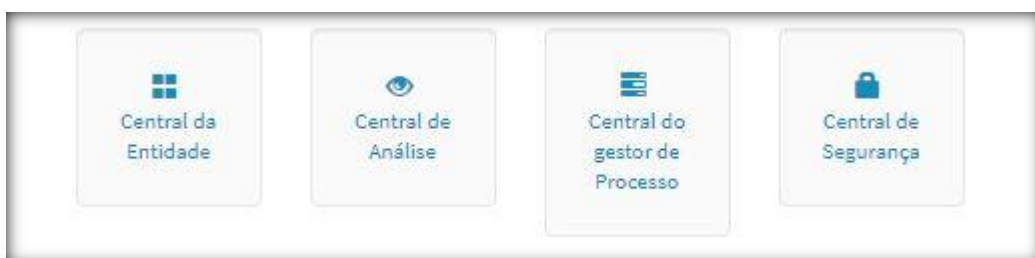 Central da
Entidade
Central de
Análise
Central do
gestor de
Processo
Central de
Segurança